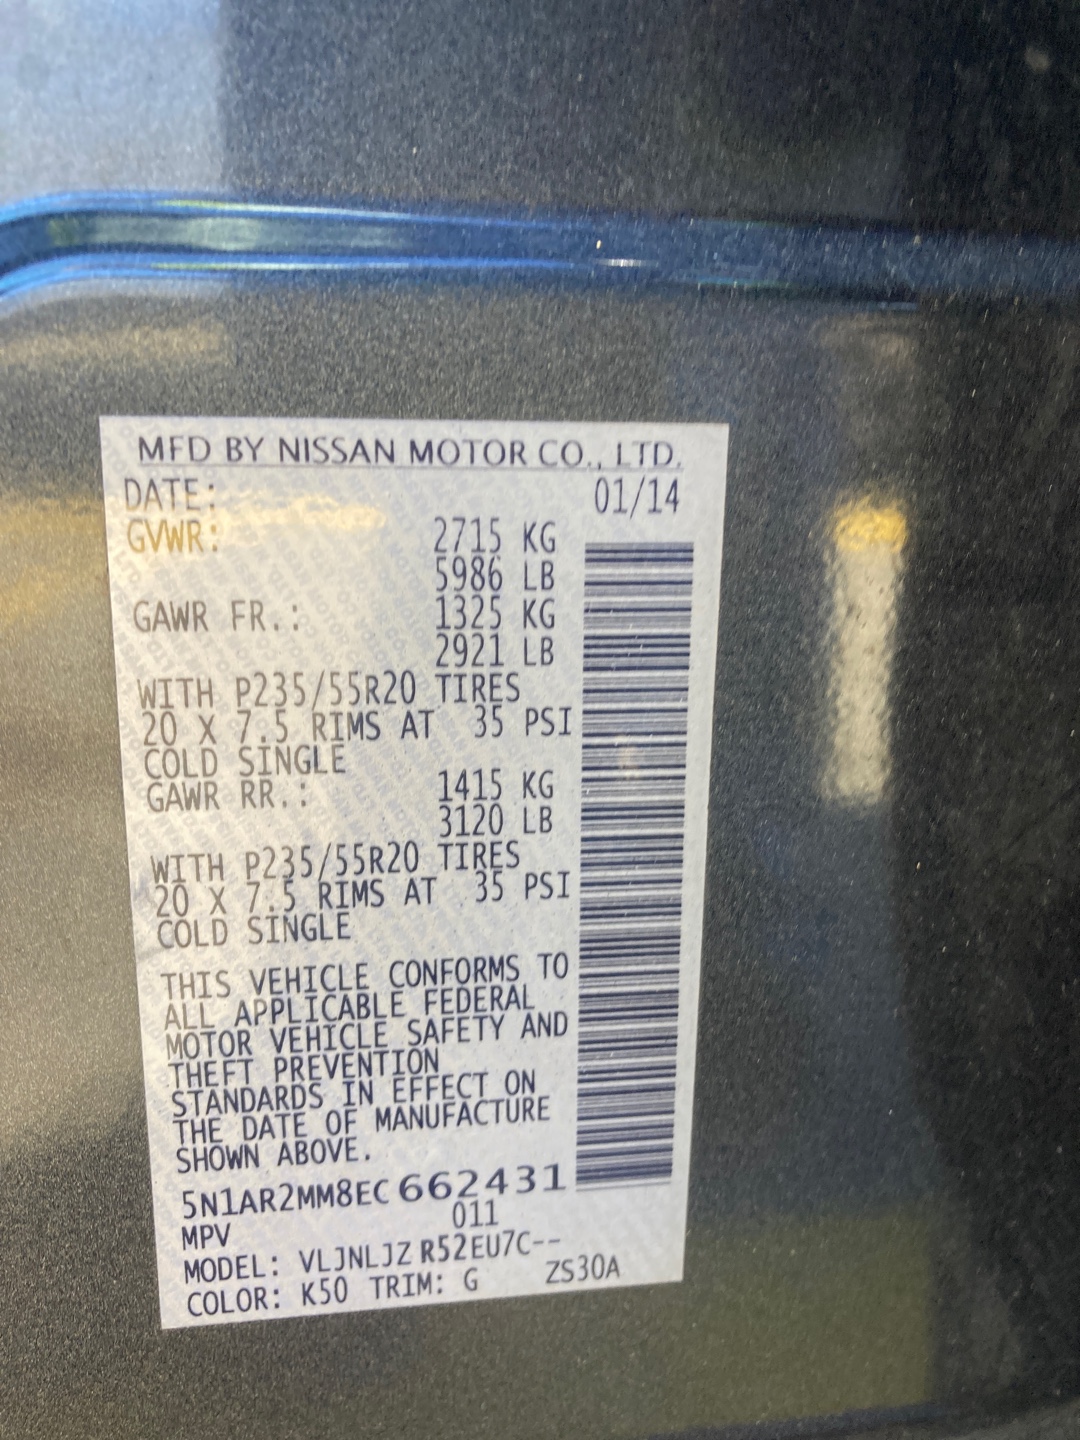 MFD BY NISSAN MOTOR CO., LTD.
DATE: 01/14
GVWR: 2715 KG
5986 LB
GAWR FR.: 1325 KG
2921 LB
WITH P235/55R20 TIRES
20 X 7.5 RIMS AT 35 PSI
COLD SINGLE
GAWR RR.: 1415 KG
3120 LB
WITH P235/55R20 TIRES
20 X 7.5 RIMS AT 35 PSI
COLD SINGLE
THIS VEHICLE CONFORMS TO
ALL APPLICABLE FEDERAL
MOTOR VEHICLE SAFETY AND
THEFT PREVENTION
STANDARDS IN EFFECT ON
THE DATE OF MANUFACTURE
SHOWN ABOVE.
5N1AR2MM8EC662431
MPV 011
MODEL: VLJNLJZ R52EU7C--
COLOR: K50 TRIM: G ZS30A